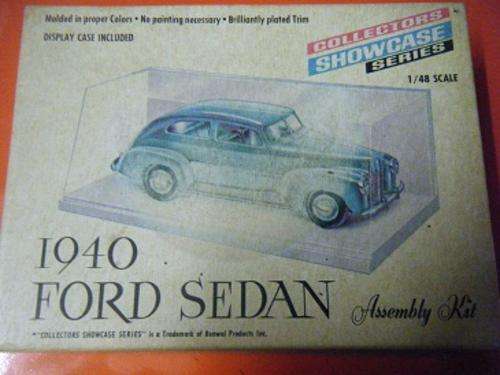 Molded in proper Colors • No painting necessary • Brilliantly plated Trim
DISPLAY CASE INCLUDED
COLLECTORS
SHOWCASE
SERIES
1/48 SCALE
1940
FORD SEDAN
Assembly Kit
"COLLECTORS SHOWCASE SERIES" is a Trademark of Renwal Products Inc.